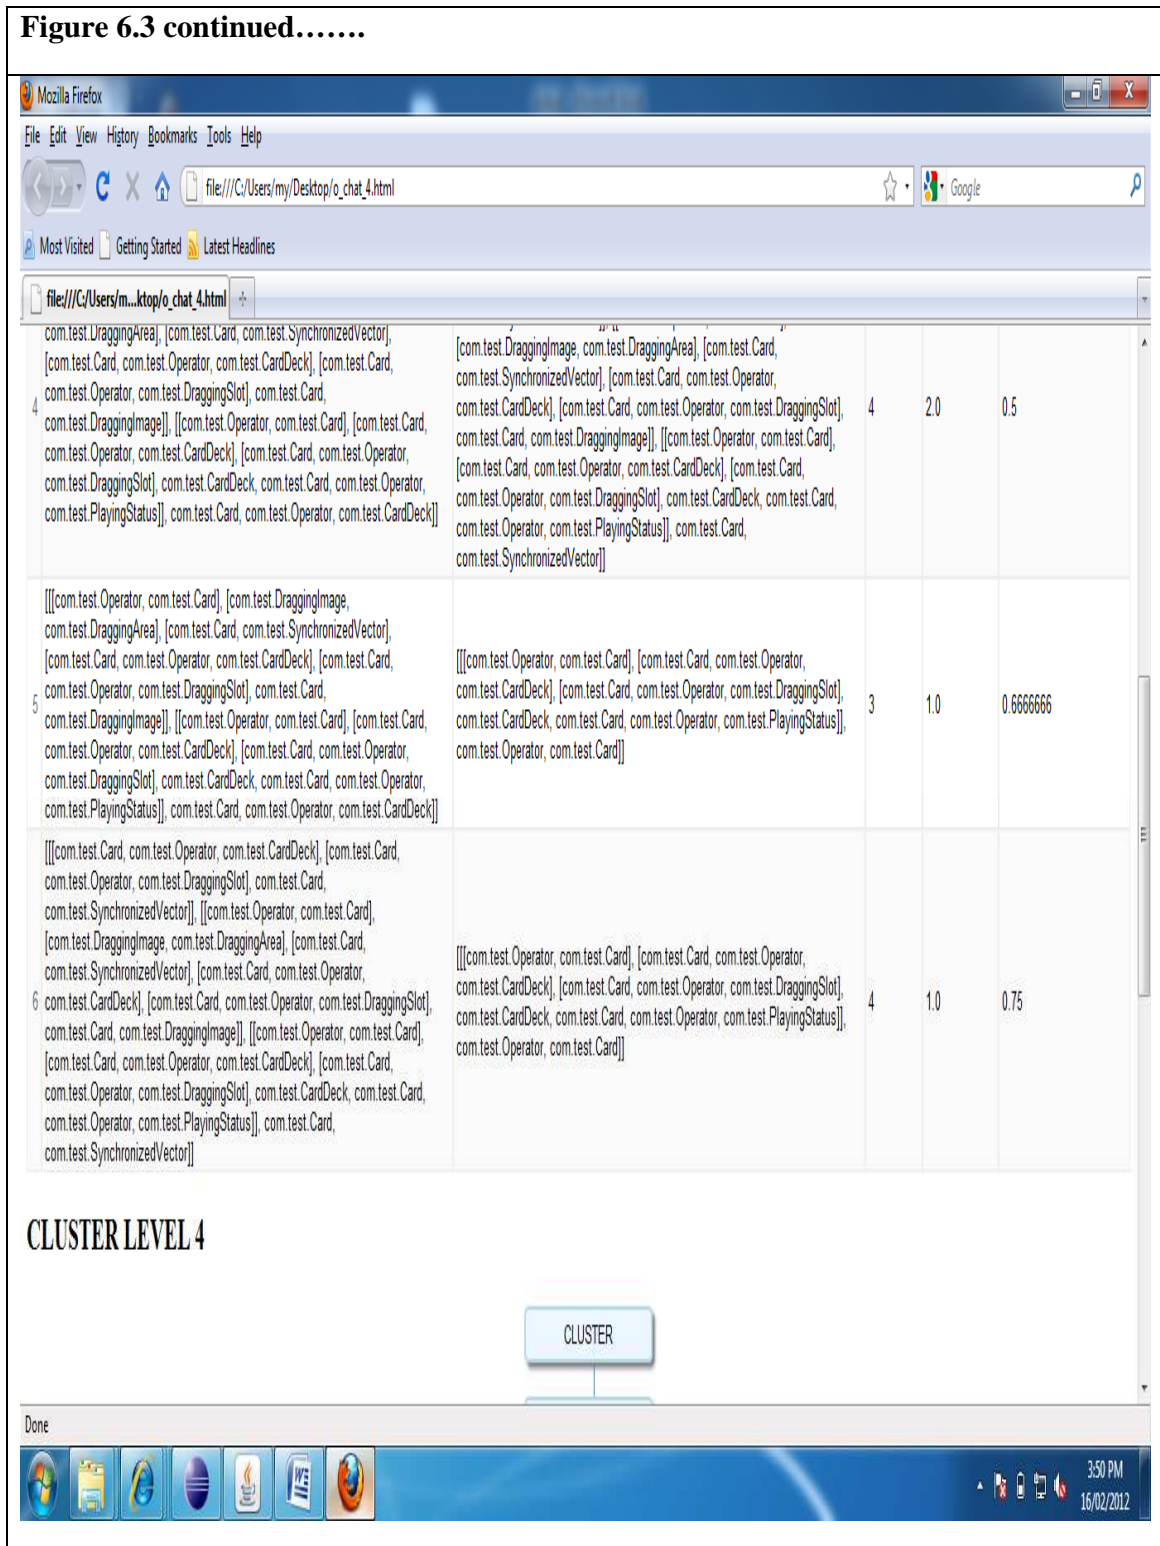 Figure 6.3 continued…….
Mozilla Firefox
File Edit View History Bookmarks Tools Help
file:///C:/Users/my/Desktop/o_chat_4.html
Google
Most Visited Getting Started Latest Headlines
file:///C:/Users/m...ktop/o_chat_4.html
4
com.test.DraggingArea], [com.test.Card, com.test.SynchronizedVector],
[com.test.Card, com.test.Operator, com.test.CardDeck], [com.test.Card,
com.test.Operator, com.test.DraggingSlot], com.test.Card,
com.test.DraggingImage]], [[com.test.Operator, com.test.Card], [com.test.Card,
com.test.Operator, com.test.CardDeck], [com.test.Card, com.test.Operator,
com.test.DraggingSlot], com.test.CardDeck, com.test.Card, com.test.Operator,
com.test.PlayingStatus]], com.test.Card, com.test.Operator, com.test.CardDeck]]
[com.test.DraggingImage, com.test.DraggingArea], [com.test.Card,
com.test.SynchronizedVector], [com.test.Card, com.test.Operator,
com.test.CardDeck], [com.test.Card, com.test.Operator, com.test.DraggingSlot],
com.test.Card, com.test.DraggingImage]], [[com.test.Operator, com.test.Card],
[com.test.Card, com.test.Operator, com.test.CardDeck], [com.test.Card,
com.test.Operator, com.test.DraggingSlot], com.test.CardDeck, com.test.Card,
com.test.Operator, com.test.PlayingStatus]], com.test.Card,
com.test.SynchronizedVector]]
4 2.0 0.5
5
[[[com.test.Operator, com.test.Card], [com.test.DraggingImage,
com.test.DraggingArea], [com.test.Card, com.test.SynchronizedVector],
[com.test.Card, com.test.Operator, com.test.CardDeck], [com.test.Card,
com.test.Operator, com.test.DraggingSlot], com.test.Card,
com.test.DraggingImage]], [[com.test.Operator, com.test.Card], [com.test.Card,
com.test.Operator, com.test.CardDeck], [com.test.Card, com.test.Operator,
com.test.DraggingSlot], com.test.CardDeck, com.test.Card, com.test.Operator,
com.test.PlayingStatus]], com.test.Card, com.test.Operator, com.test.CardDeck]]
[[[com.test.Operator, com.test.Card], [com.test.Card, com.test.Operator,
com.test.CardDeck], [com.test.Card, com.test.Operator, com.test.DraggingSlot],
com.test.CardDeck, com.test.Card, com.test.Operator, com.test.PlayingStatus]],
com.test.Operator, com.test.Card]]
3 1.0 0.6666666
6
[[[com.test.Card, com.test.Operator, com.test.CardDeck], [com.test.Card,
com.test.Operator, com.test.DraggingSlot], com.test.Card,
com.test.SynchronizedVector]], [[com.test.Operator, com.test.Card],
[com.test.DraggingImage, com.test.DraggingArea], [com.test.Card,
com.test.SynchronizedVector], [com.test.Card, com.test.Operator,
com.test.CardDeck], [com.test.Card, com.test.Operator, com.test.DraggingSlot],
com.test.Card, com.test.DraggingImage]], [[com.test.Operator, com.test.Card],
[com.test.Card, com.test.Operator, com.test.CardDeck], [com.test.Card,
com.test.Operator, com.test.DraggingSlot], com.test.CardDeck, com.test.Card,
com.test.Operator, com.test.PlayingStatus]], com.test.Card,
com.test.SynchronizedVector]]
[[[com.test.Operator, com.test.Card], [com.test.Card, com.test.Operator,
com.test.CardDeck], [com.test.Card, com.test.Operator, com.test.DraggingSlot],
com.test.CardDeck, com.test.Card, com.test.Operator, com.test.PlayingStatus]],
com.test.Operator, com.test.Card]]
4 1.0 0.75
CLUSTER LEVEL 4
CLUSTER
Done
3:50 PM
16/02/2012